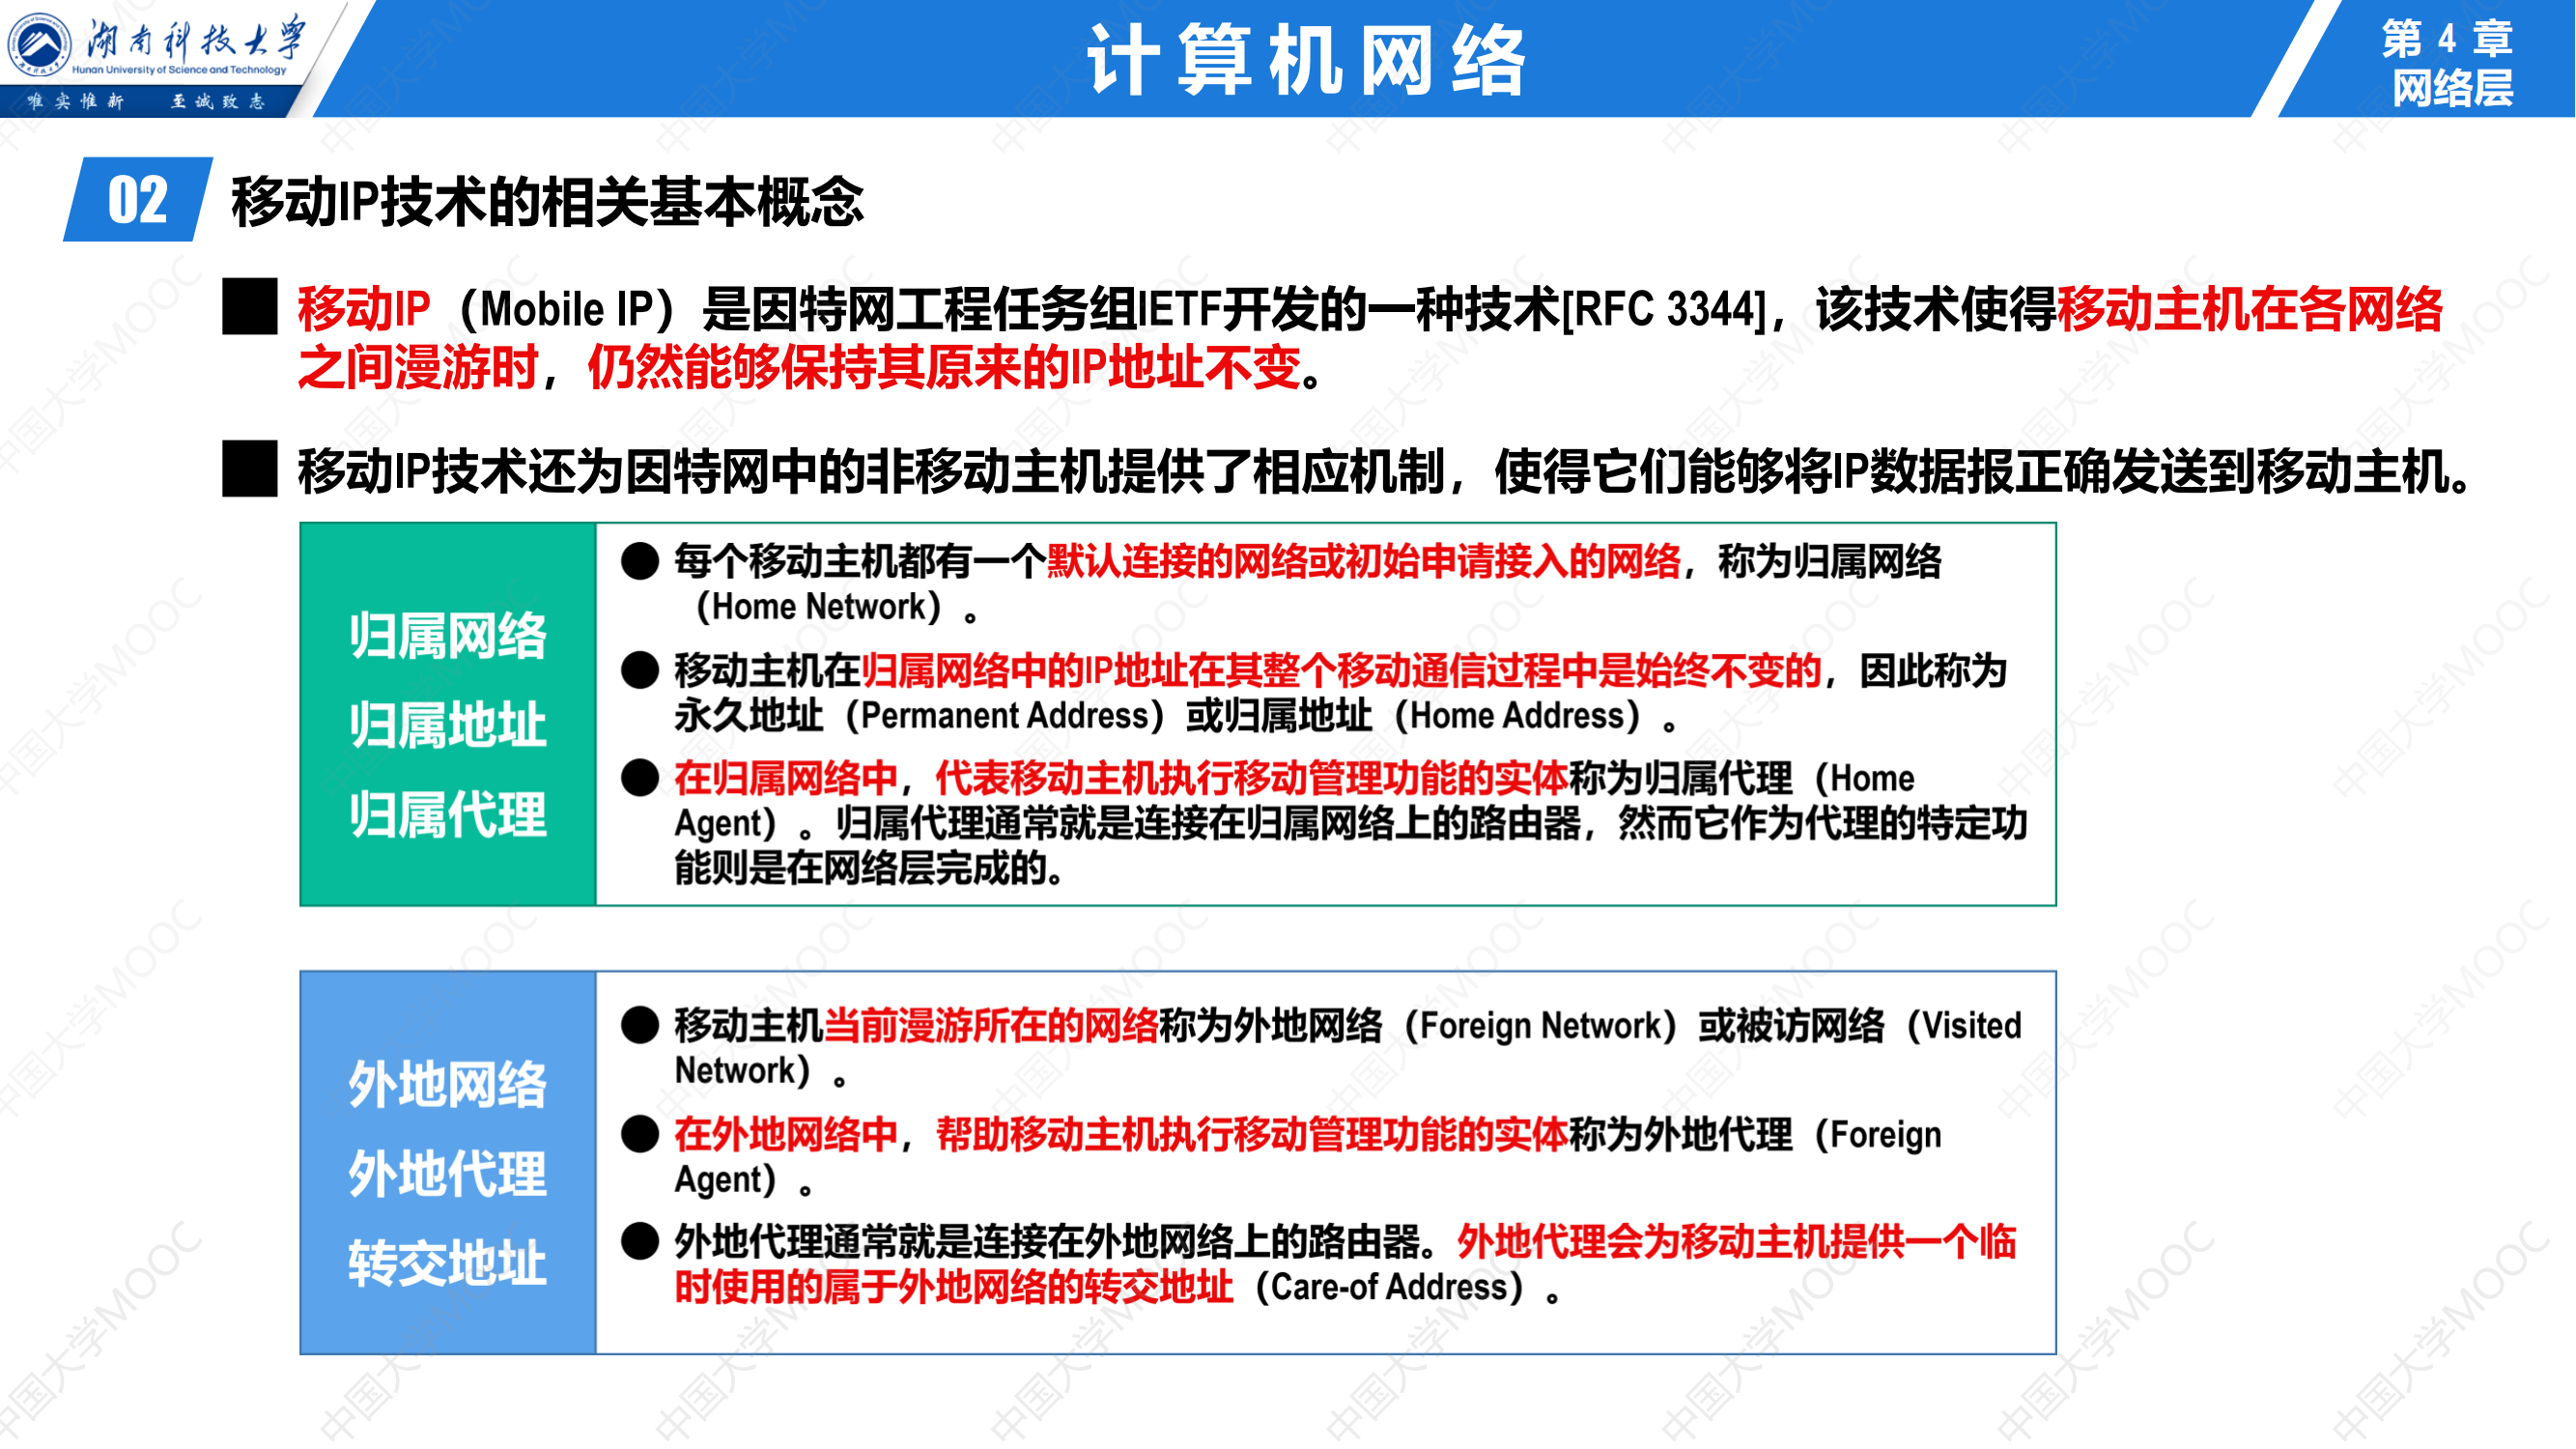 湖南科技大学
Hunan University of Science and Technology
唯实惟新 至诚致志
计算机网络
第 4 章
网络层
02 移动IP技术的相关基本概念
移动IP（Mobile IP）是因特网工程任务组IETF开发的一种技术[RFC 3344]，该技术使得移动主机在各网络
之间漫游时，仍然能够保持其原来的IP地址不变。
移动IP技术还为因特网中的非移动主机提供了相应机制，使得它们能够将IP数据报正确发送到移动主机。
归属网络
归属地址
归属代理
每个移动主机都有一个默认连接的网络或初始申请接入的网络，称为归属网络
（Home Network）。
移动主机在归属网络中的IP地址在其整个移动通信过程中是始终不变的，因此称为
永久地址（Permanent Address）或归属地址（Home Address）。
在归属网络中，代表移动主机执行移动管理功能的实体称为归属代理（Home
Agent）。归属代理通常就是连接在归属网络上的路由器，然而它作为代理的特定功
能则是在网络层完成的。
外地网络
外地代理
转交地址
移动主机当前漫游所在的网络称为外地网络（Foreign Network）或被访网络（Visited
Network）。
在外地网络中，帮助移动主机执行移动管理功能的实体称为外地代理（Foreign
Agent）。
外地代理通常就是连接在外地网络上的路由器。外地代理会为移动主机提供一个临
时使用的属于外地网络的转交地址（Care-of Address）。
中国大学MOOC